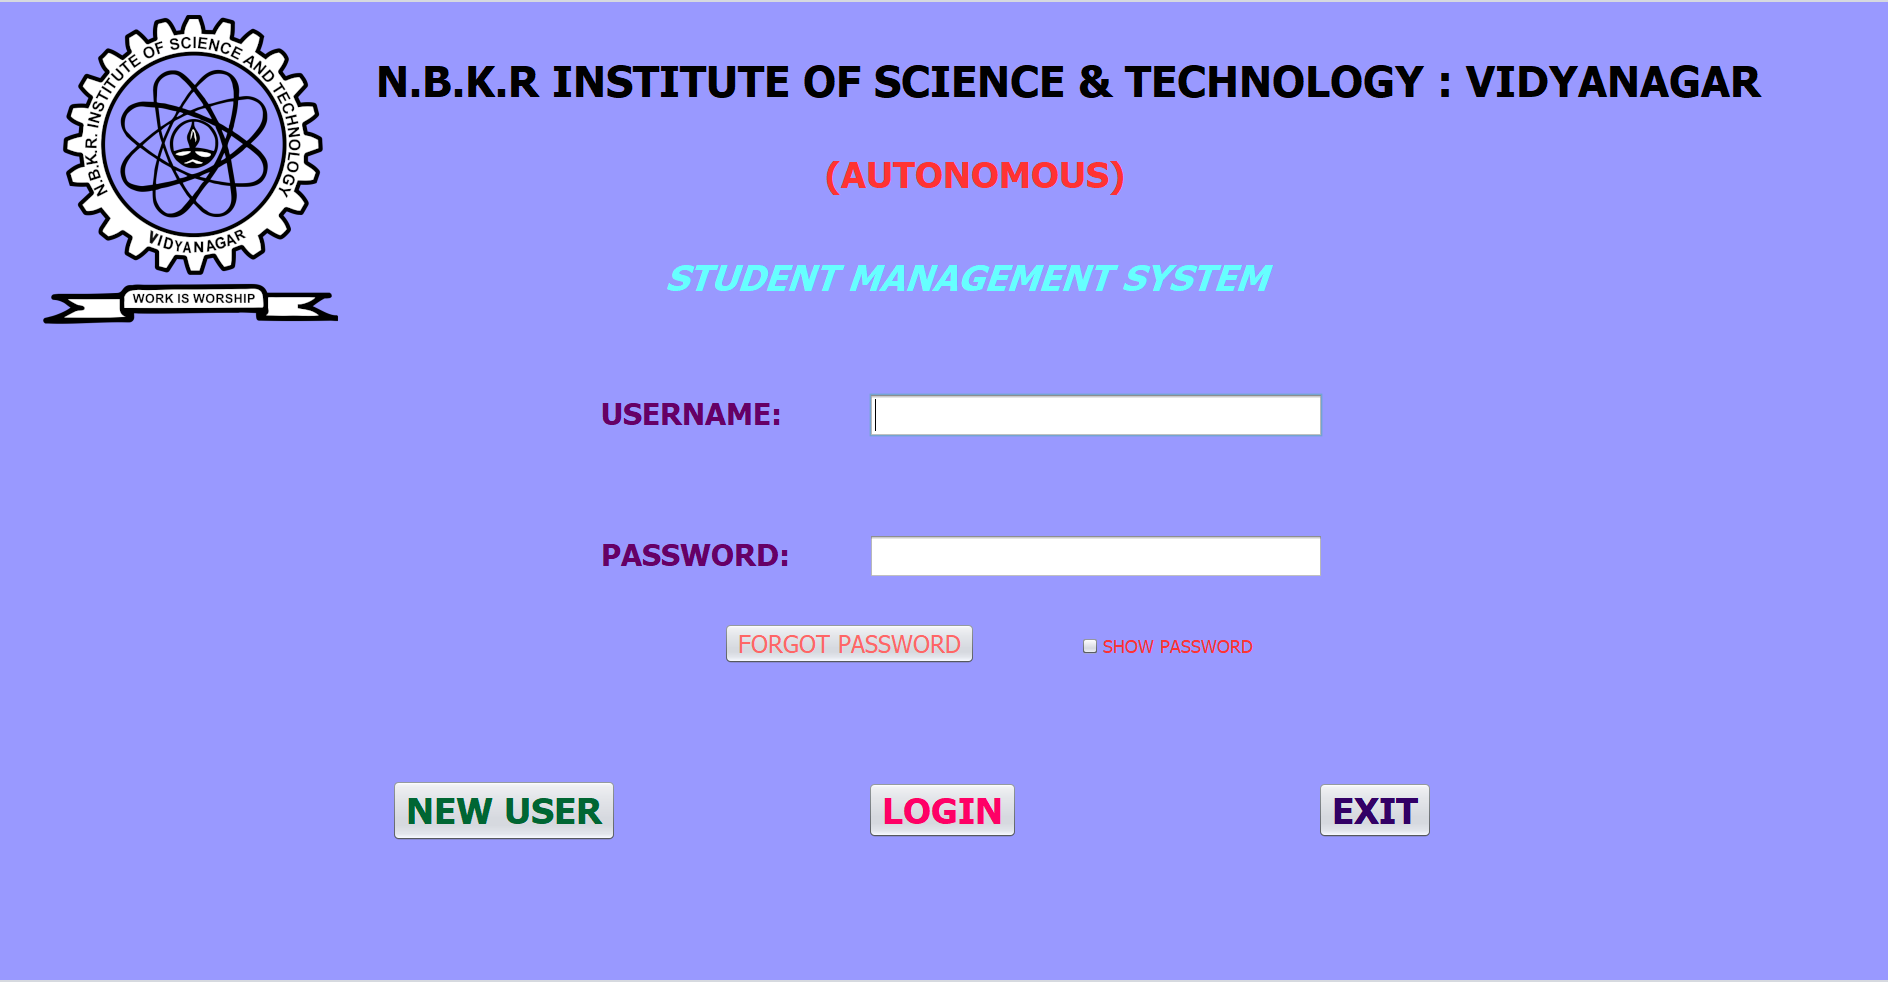 N.B.K.R. INSTITUTE OF SCIENCE AND TECHNOLOGY
VIDYANAGAR
WORK IS WORSHIP
N.B.K.R INSTITUTE OF SCIENCE & TECHNOLOGY : VIDYANAGAR
(AUTONOMOUS)
STUDENT MANAGEMENT SYSTEM
USERNAME:
PASSWORD:
FORGOT PASSWORD
SHOW PASSWORD
NEW USER
LOGIN
EXIT